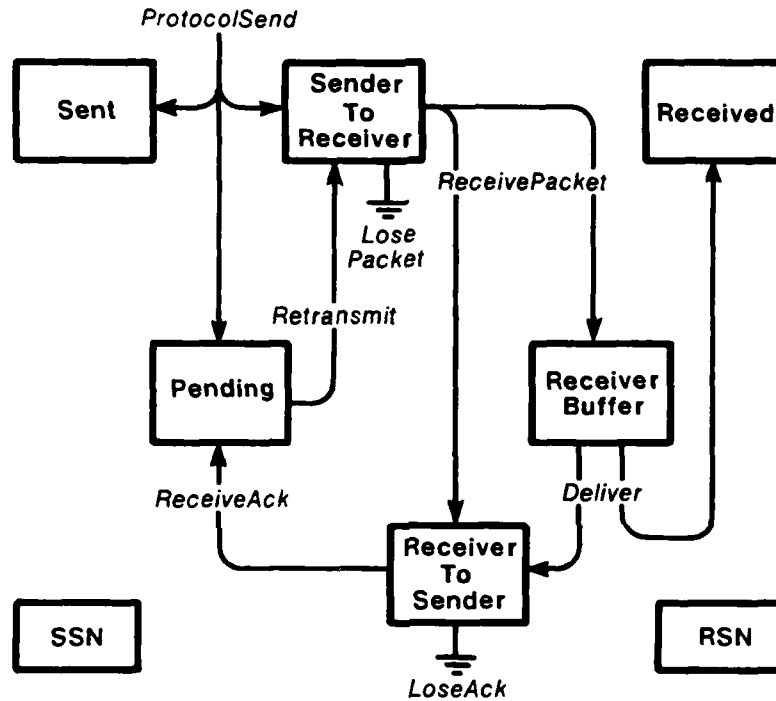 ProtocolSend
Sent
Sender
To
Receiver
Received
ReceivePacket
Lose
Packet
Retransmit
Pending
Receiver
Buffer
ReceiveAck
Deliver
Receiver
To
Sender
SSN
RSN
LoseAck